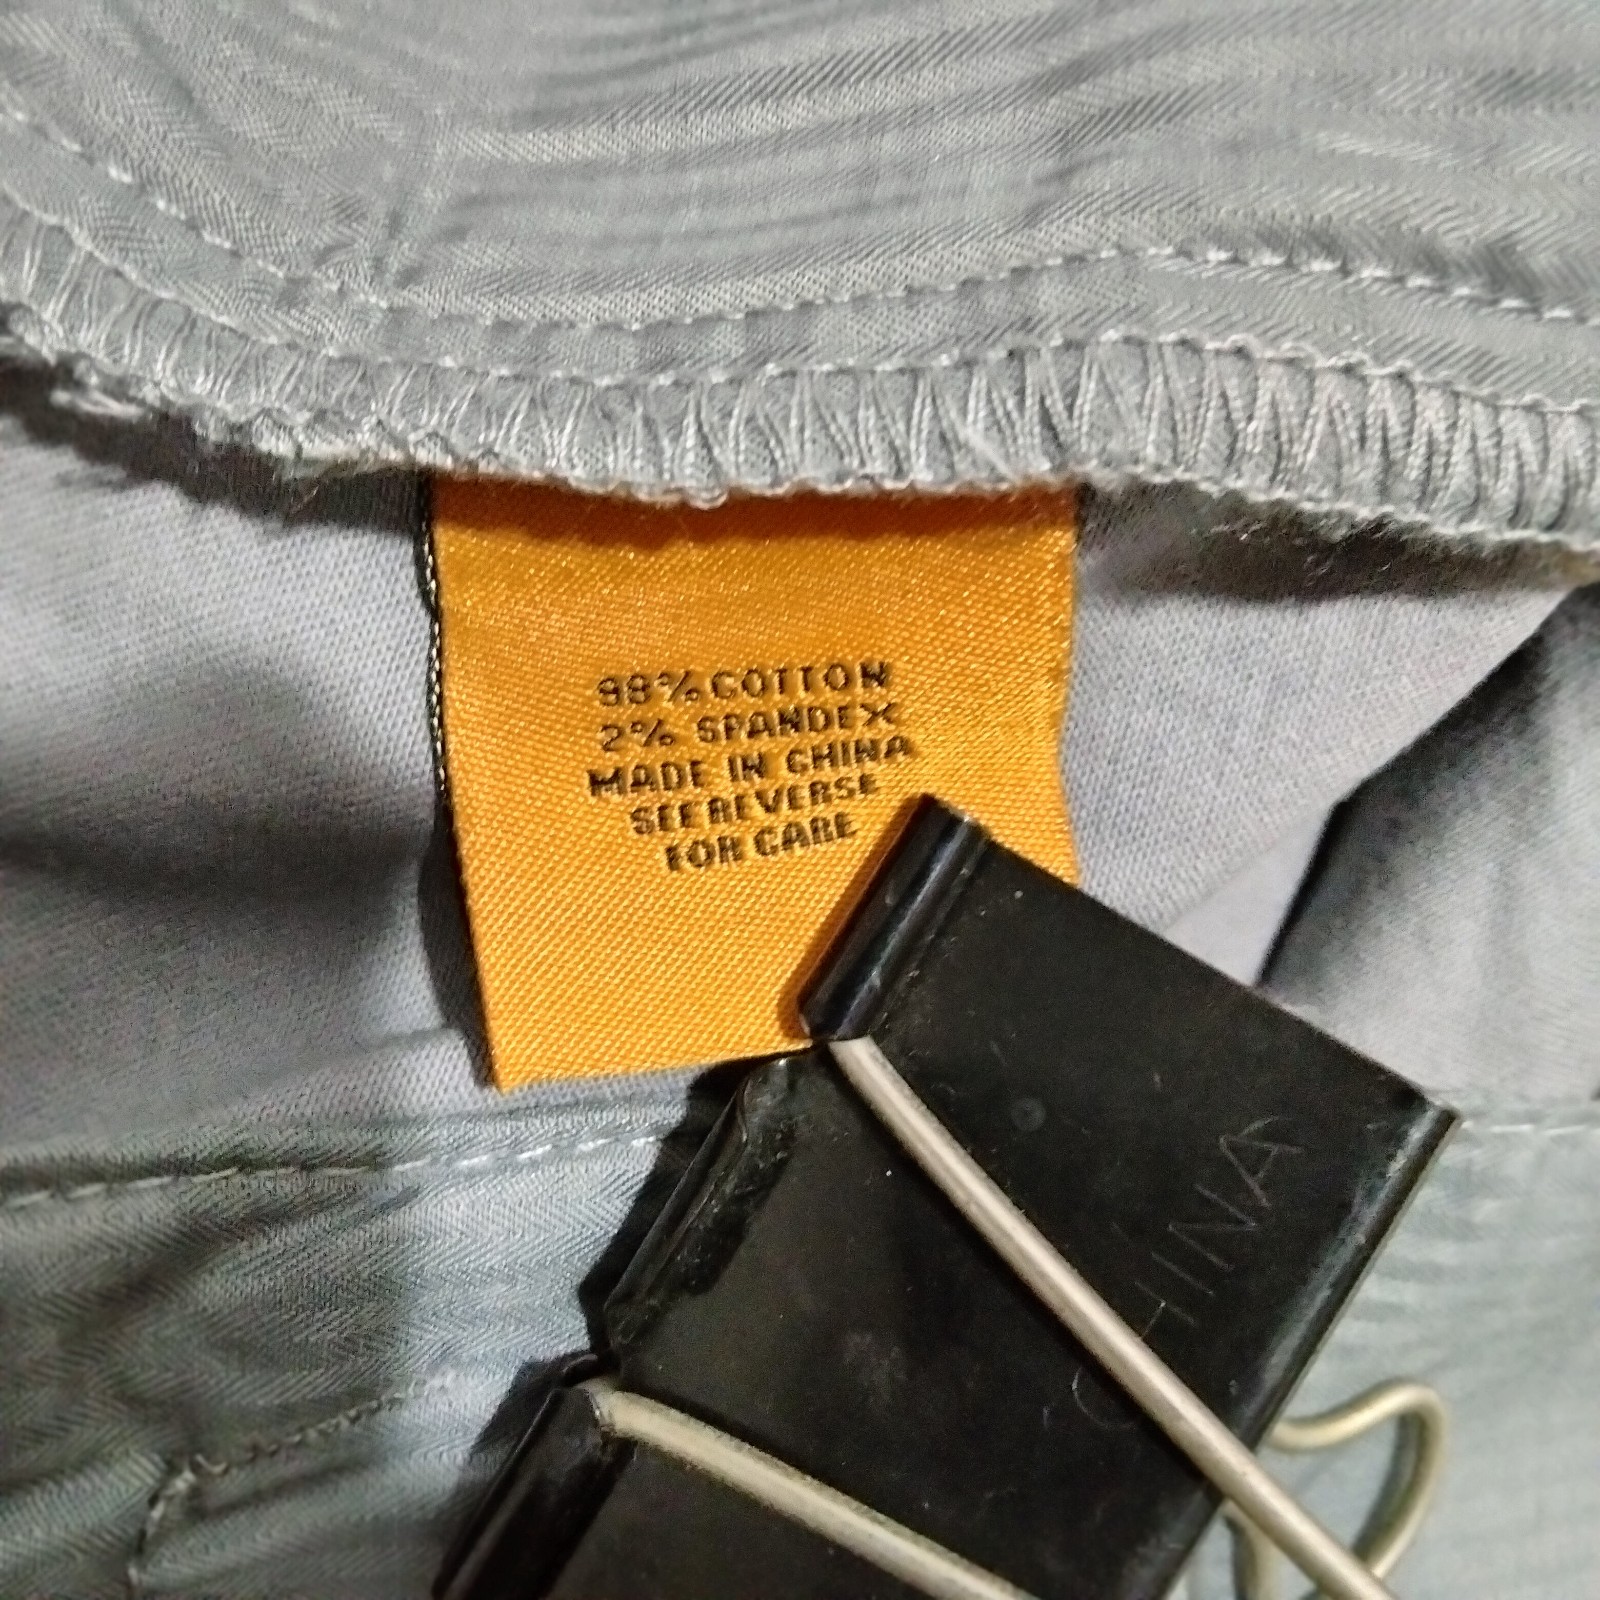 98% COTTON
2% SPANDEX
MADE IN CHINA
SEE REVERSE
FOR CARE
CHINA